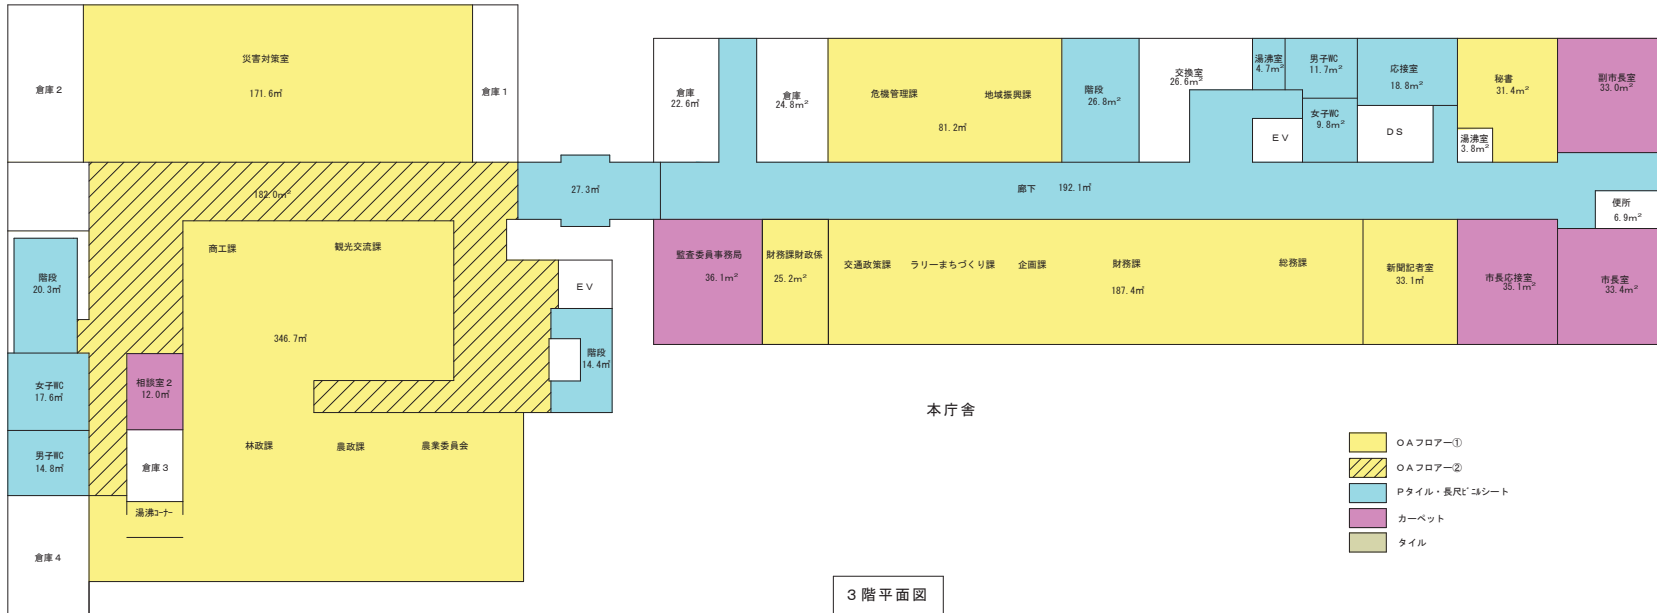 倉庫２
災害対策室
171.6㎡
倉庫１
182.0m²
商工課
観光交流課
346.7㎡
階段
20.3㎡
女子WC
17.6㎡
男子WC
14.8㎡
相談室２
12.0㎡
倉庫３
湯沸ｺｰﾅｰ
倉庫４
林政課
農政課
農業委員会
ＥＶ
階段
14.4㎡
27.3㎡
倉庫
22.6㎡
倉庫
24.8m²
危機管理課
地域振興課
81.2㎡
階段
26.8m²
交換室
26.6m²
湯沸室
4.7m²
男子WC
11.7m²
女子WC
9.8m²
ＥＶ
応接室
18.8m²
ＤＳ
秘書
31.4m²
湯沸室
3.8m²
副市長室
33.0m²
廊下 192.1㎡
便所
6.9m²
監査委員事務局
36.1m²
財務課財政係
25.2m²
交通政策課
ラリーまちづくり課
企画課
財務課
187.4㎡
総務課
新聞記者室
33.1㎡
市長応接室
35.1m²
市長室
33.4m²
本庁舎
ＯＡフロアー①
ＯＡフロアー②
Ｐタイル・長尺ﾋﾞﾆﾙシート
カーペット
タイル
３階平面図